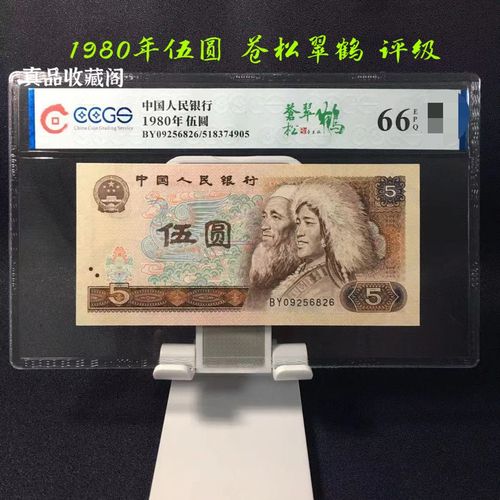 1980年伍圆 苍松翠鹤 评级
真品收藏阁
CCGS
China Coin Grading Service
中国人民银行
1980年 伍圆
BY09256826/518374905
苍松翠鹤
66 EPQ
中国人民银行
5
伍圆
BY09256826
5
5